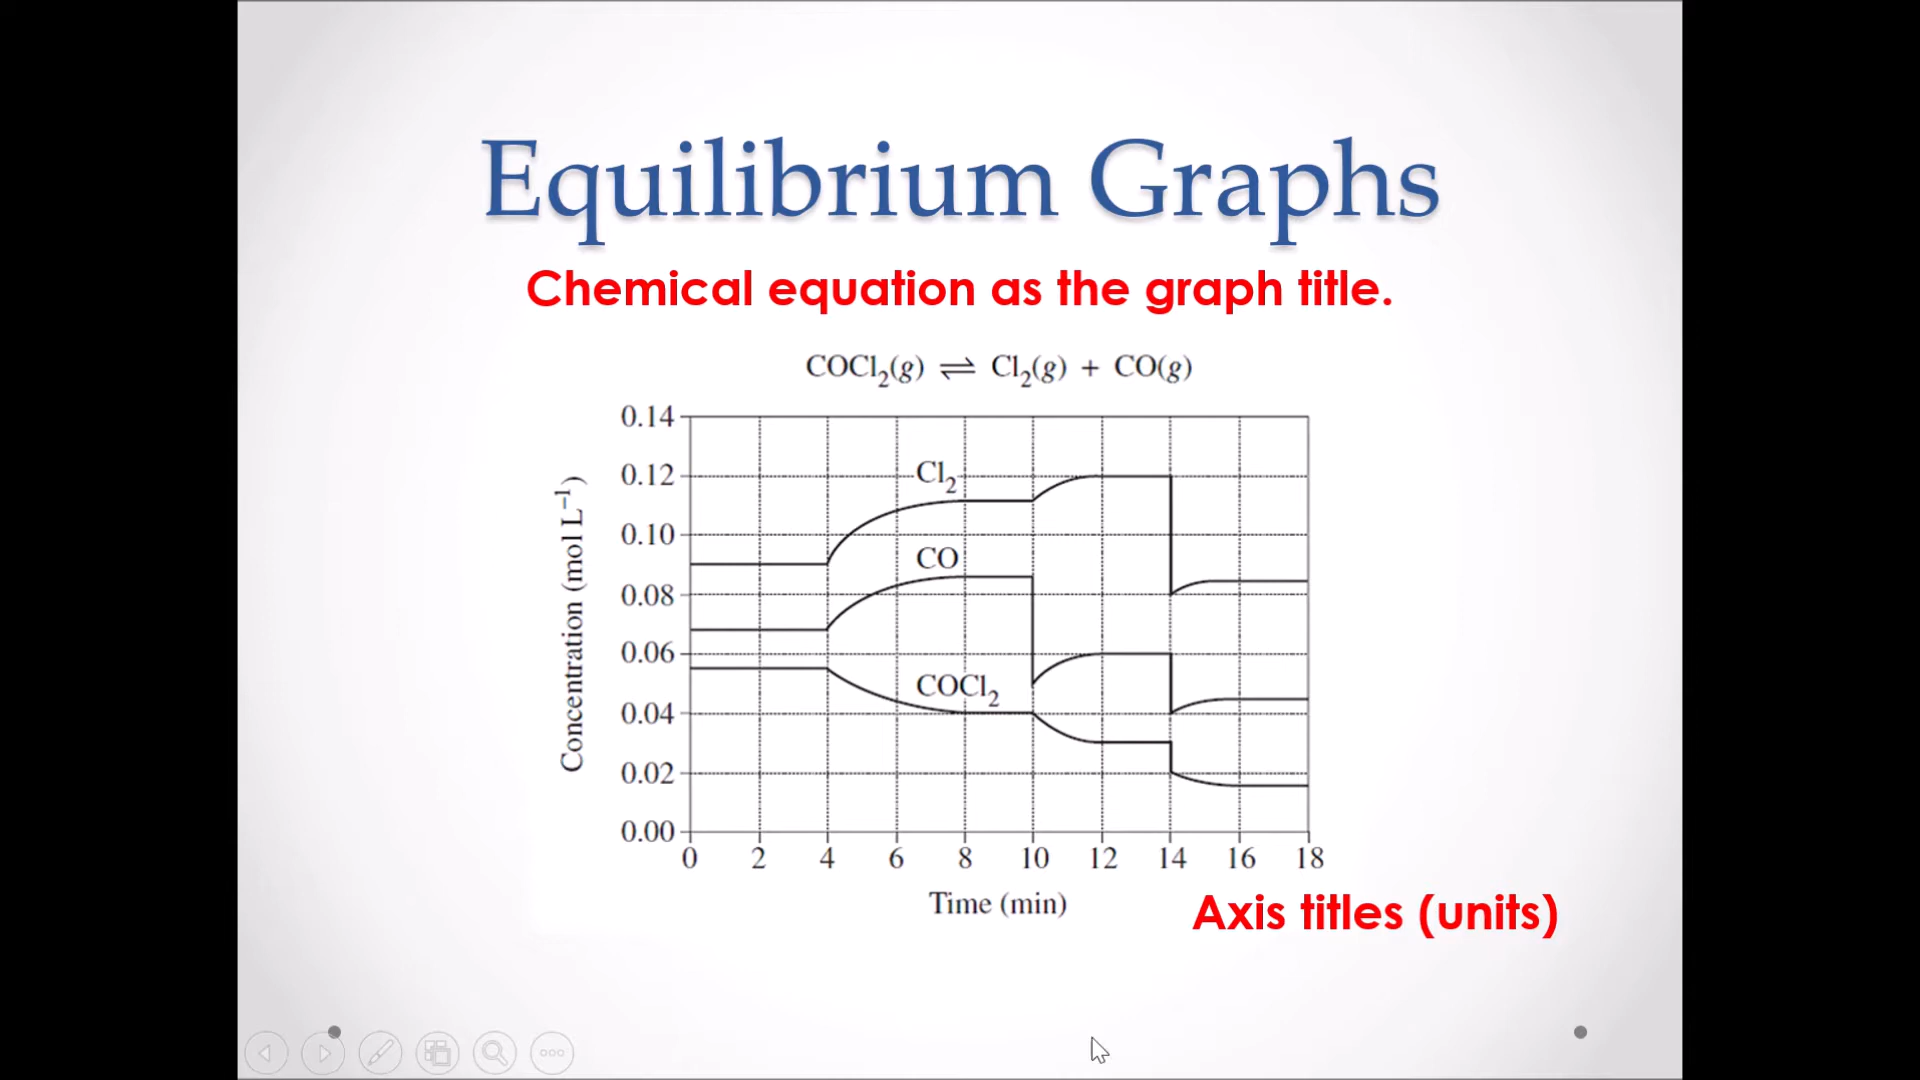 Equilibrium Graphs
Chemical equation as the graph title.
COCl₂(g) ⇌ Cl₂(g) + CO(g)
Concentration (mol L⁻¹)
0.14
0.12
0.10
0.08
0.06
0.04
0.02
0.00
Cl₂
CO
COCl₂
0 2 4 6 8 10 12 14 16 18
Time (min)
Axis titles (units)